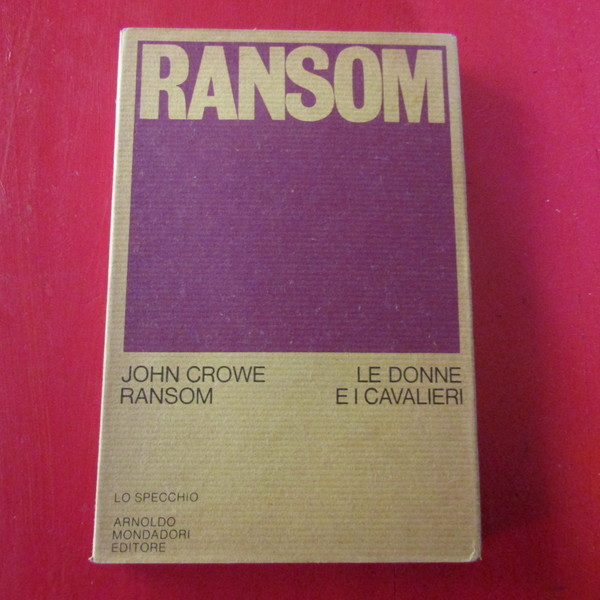 RANSOM
JOHN CROWE
RANSOM
LE DONNE
E I CAVALIERI
LO SPECCHIO
ARNOLDO
MONDADORI
EDITORE